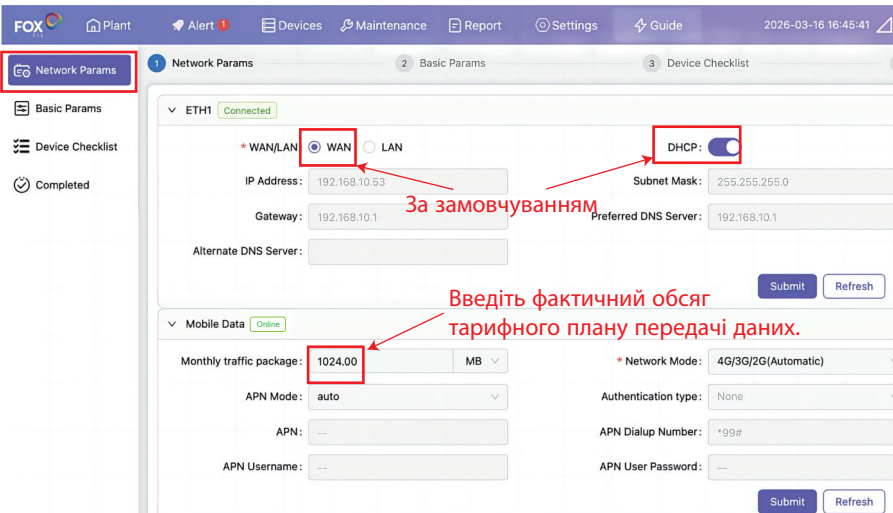 FOX ESS Plant Alert 1 Devices Maintenance Report Settings Guide 2026-03-16 16:45:41
Network Params
Basic Params
Device Checklist
Completed
1 Network Params 2 Basic Params 3 Device Checklist
ETH1 Connected
* WAN/LAN: WAN LAN DHCP:
IP Address: 192.168.10.53 Subnet Mask: 255.255.255.0
За замовчуванням
Gateway: 192.168.10.1 Preferred DNS Server: 192.168.10.1
Alternate DNS Server:
Submit Refresh
Введіть фактичний обсяг
тарифного плану передачі даних.
Mobile Data Online
Monthly traffic package: 1024.00 MB * Network Mode: 4G/3G/2G(Automatic)
APN Mode: auto Authentication type: None
APN: -- APN Dialup Number: *99#
APN Username: -- APN User Password: --
Submit Refresh